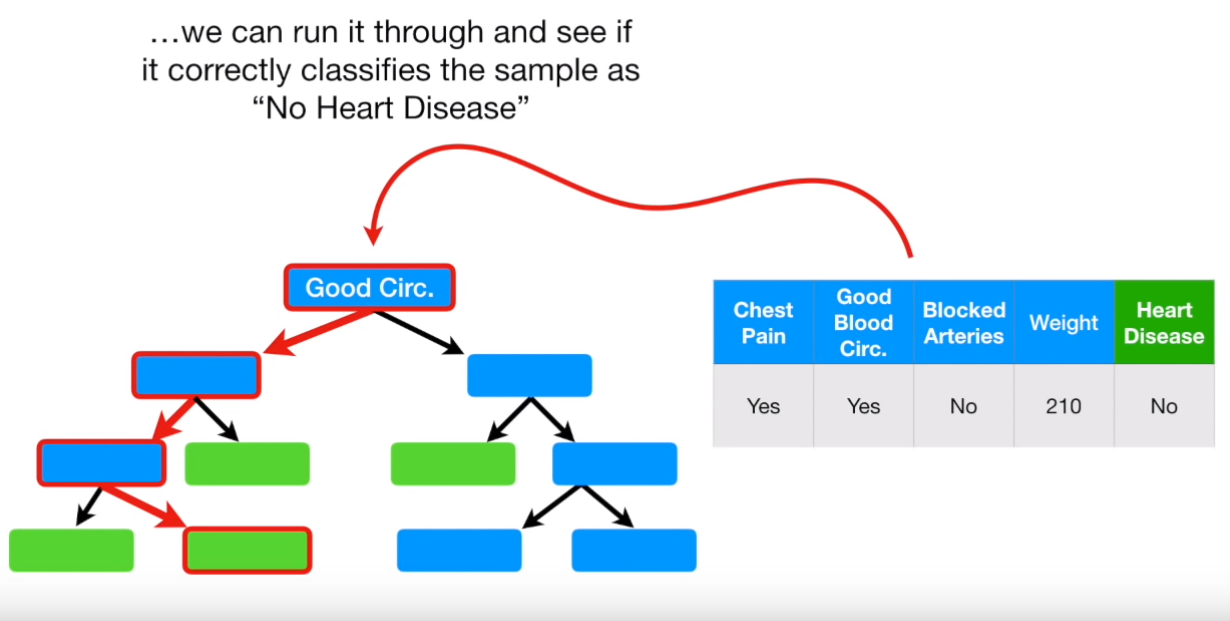 ...we can run it through and see if
it correctly classifies the sample as
“No Heart Disease”
Good Circ.
Chest Pain
Good Blood Circ.
Blocked Arteries
Weight
Heart Disease
Yes
Yes
No
210
No